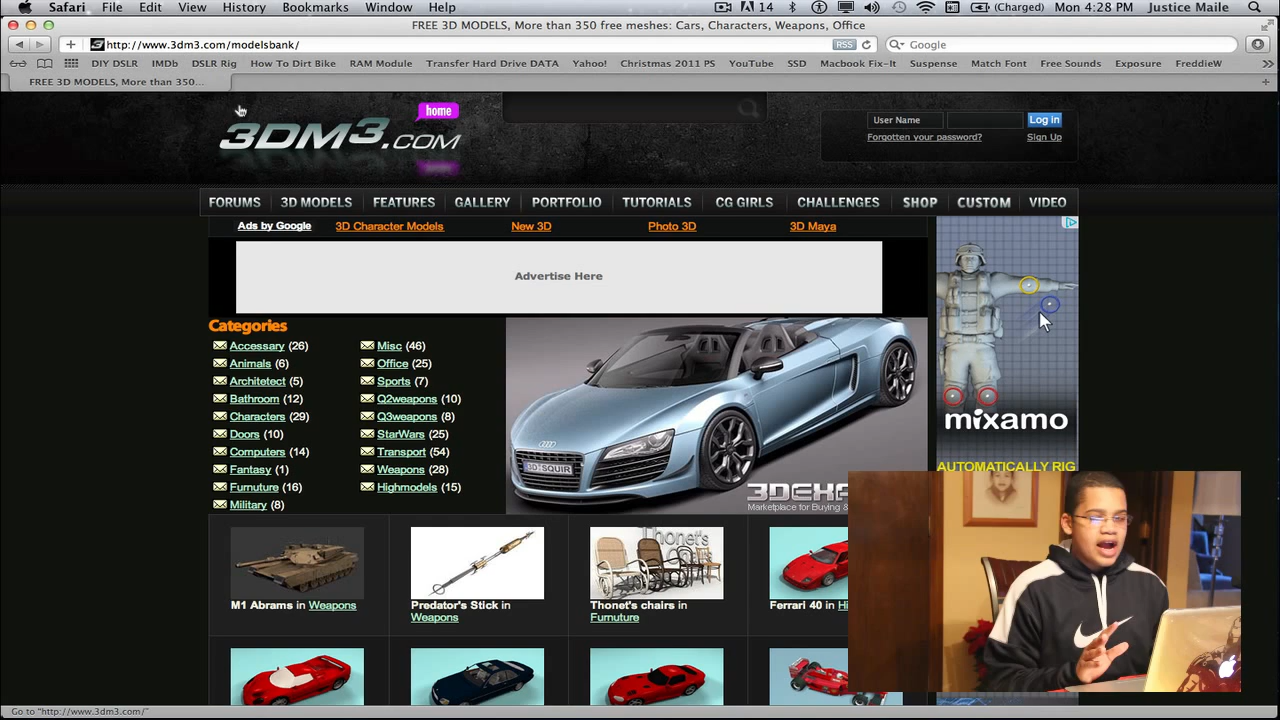 Safari File Edit View History Bookmarks Window Help 14 (Charged) Mon 4:28 PM Justice Maile
FREE 3D MODELS, More than 350 free meshes: Cars, Characters, Weapons, Office
http://www.3dm3.com/modelsbank/ RSS Google
DIY DSLR IMDb DSLR Rig How To Dirt Bike RAM Module Transfer Hard Drive DATA Yahoo! Christmas 2011 PS YouTube SSD Macbook Fix-It Suspense Match Font Free Sounds Exposure FreddieW
FREE 3D MODELS, More than 350...
home
3DM3.COM
User Name Log in
Forgotten your password? Sign Up
FORUMS 3D MODELS FEATURES GALLERY PORTFOLIO TUTORIALS CG GIRLS CHALLENGES SHOP CUSTOM VIDEO
Ads by Google 3D Character Models New 3D Photo 3D 3D Maya
Advertise Here
Categories
Accessary (26)
Animals (6)
Architect (5)
Bathroom (12)
Characters (29)
Doors (10)
Computers (14)
Fantasy (1)
Furnuture (16)
Military (8)
Misc (46)
Office (25)
Sports (7)
Q2weapons (10)
Q3weapons (8)
StarWars (25)
Transport (54)
Weapons (28)
Highmodels (15)
Marketplace for Buying &
mixamo
AUTOMATICALLY RIG
Thonet's
M1 Abrams in Weapons
Predator's Stick in
Weapons
Thonet's chairs in
Furnuture
Ferrari 40 in
Go to "http://www.3dm3.com/"